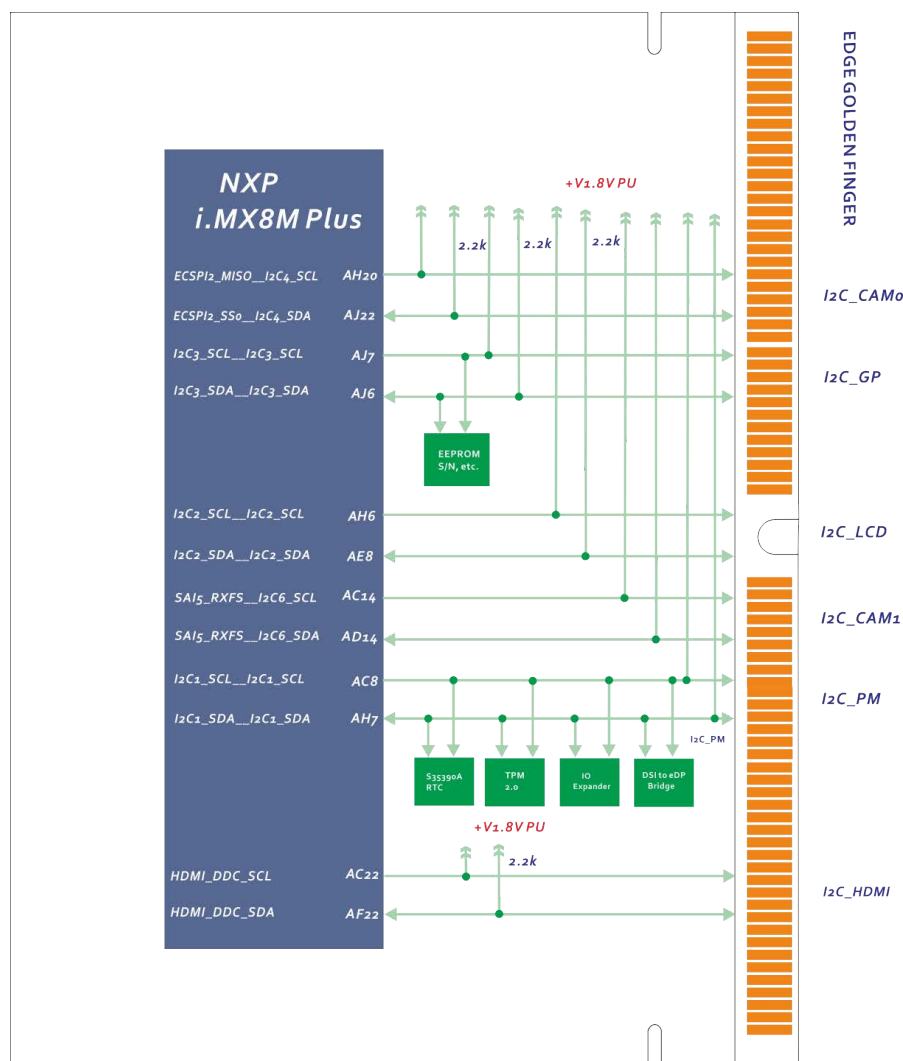 EDGE GOLDEN FINGER
NXP
i.MX8M Plus
+V1.8V PU
2.2k
2.2k
2.2k
ECSPI2_MISO__I2C4_SCL AH20
I2C_CAM0
ECSPI2_SS0__I2C4_SDA AJ22
I2C3_SCL__I2C3_SCL AJ7
I2C_GP
I2C3_SDA__I2C3_SDA AJ6
EEPROM
S/N, etc.
I2C2_SCL__I2C2_SCL AH6
I2C_LCD
I2C2_SDA__I2C2_SDA AE8
SAI5_RXFS__I2C6_SCL AC14
I2C_CAM1
SAI5_RXFS__I2C6_SDA AD14
I2C1_SCL__I2C1_SCL AC8
I2C_PM
I2C1_SDA__I2C1_SDA AH7
I2C_PM
S35390A
RTC
TPM
2.0
IO
Expander
DSI to eDP
Bridge
+V1.8V PU
2.2k
HDMI_DDC_SCL AC22
I2C_HDMI
HDMI_DDC_SDA AF22